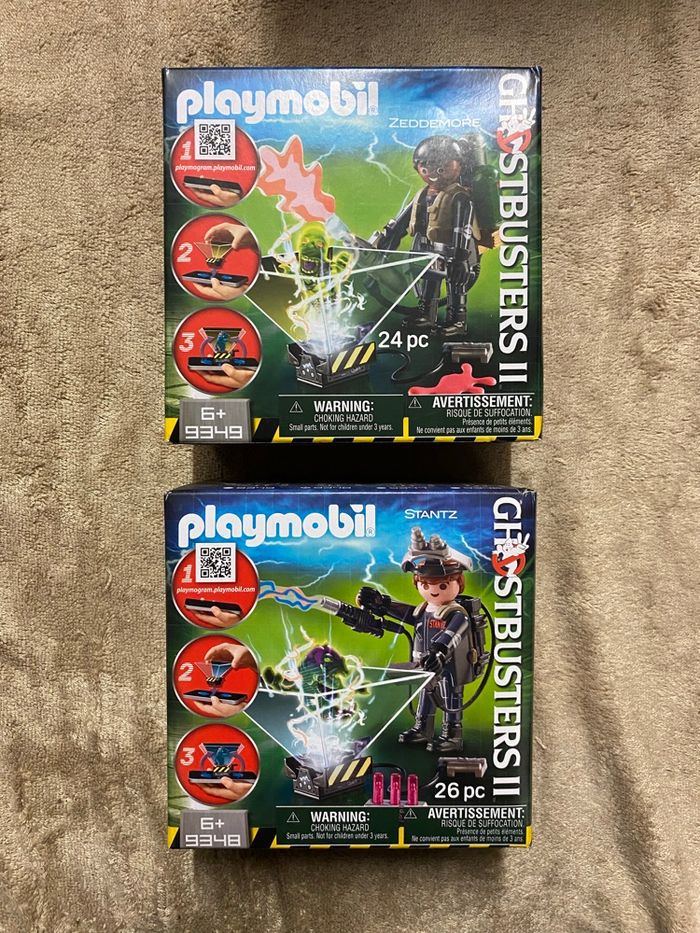 playmobil®
ZEDDEMORE
GHOSTBUSTERS II
1
playmogram.playmobil.com
2
3
24 pc
6+
9349
⚠ WARNING:
CHOKING HAZARD
Small parts. Not for children under 3 years.
⚠ AVERTISSEMENT:
RISQUE DE SUFFOCATION.
Présence de petits éléments.
Ne convient pas aux enfants de moins de 3 ans.
playmobil®
STANTZ
GHOSTBUSTERS II
1
playmogram.playmobil.com
2
STANTZ
3
26 pc
6+
9348
⚠ WARNING:
CHOKING HAZARD
Small parts. Not for children under 3 years.
⚠ AVERTISSEMENT:
RISQUE DE SUFFOCATION.
Présence de petits éléments.
Ne convient pas aux enfants de moins de 3 ans.